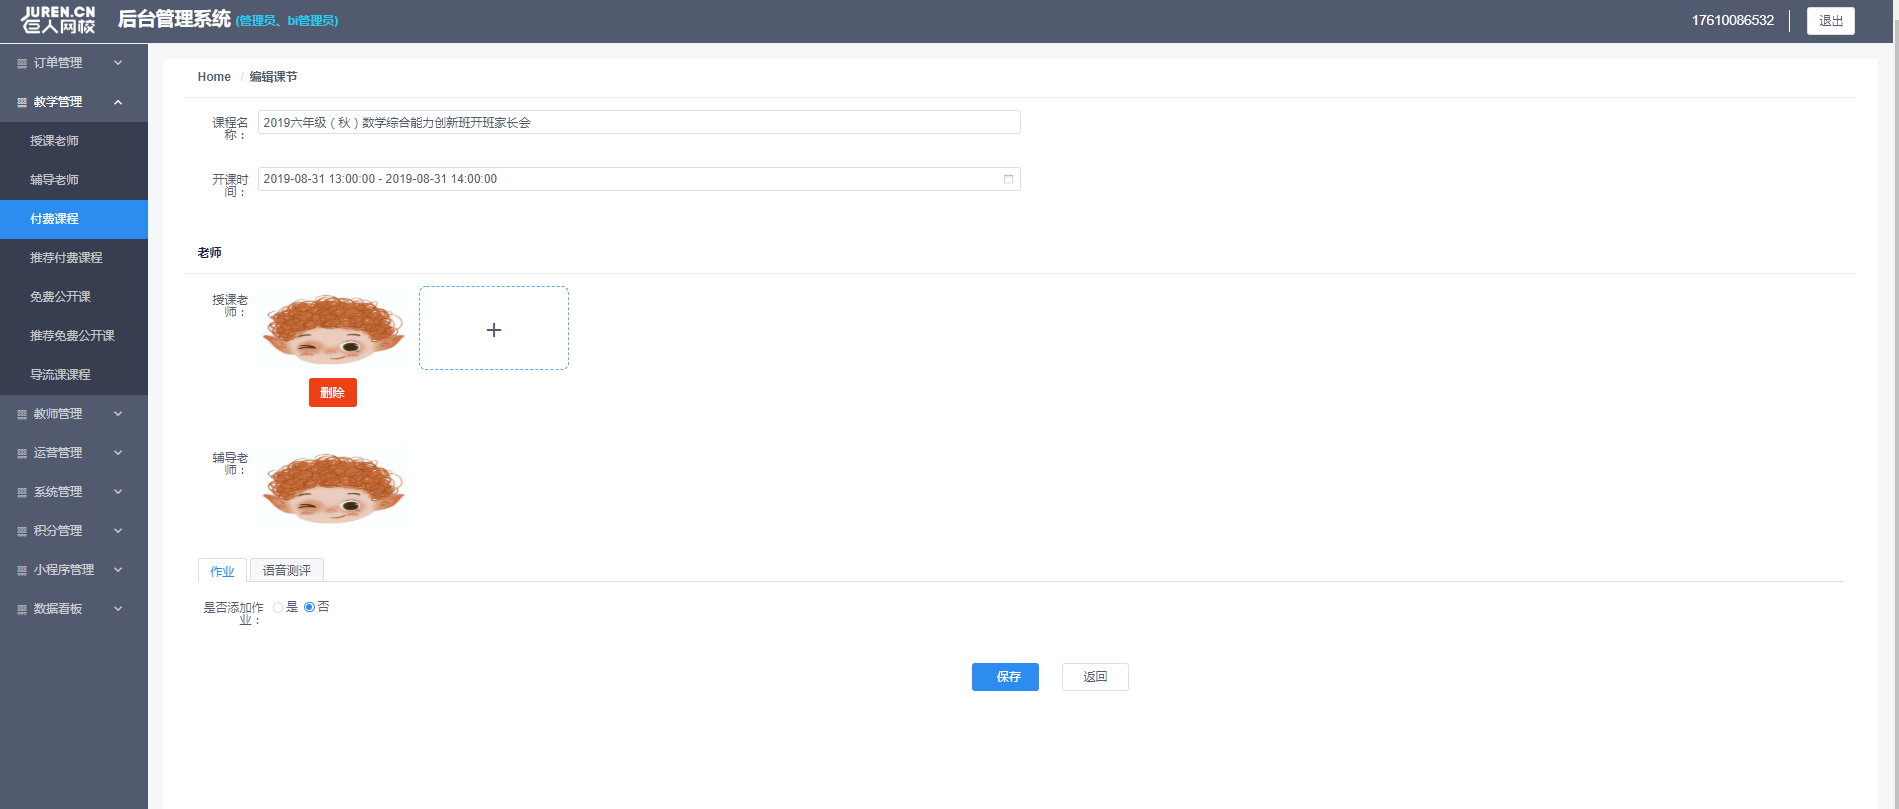 JUREN.CN
巨人网校
后台管理系统 (管理员、bi管理员)
17610086532
退出
订单管理
教学管理
授课老师
辅导老师
付费课程
推荐付费课程
免费公开课
推荐免费公开课
导流课课程
教师管理
运营管理
系统管理
积分管理
小程序管理
数据看板
Home / 编辑课节
课程名
称：
2019六年级（秋）数学综合能力创新班开班家长会
开课时
间：
2019-08-31 13:00:00 - 2019-08-31 14:00:00
老师
授课老
师：
+
删除
辅导老
师：
作业
语音测评
是否添加作
业：
是 否
保存
返回